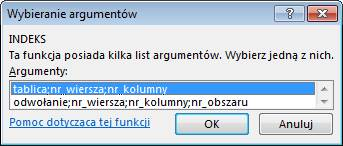 Wybieranie argumentów
INDEKS
Ta funkcja posiada kilka list argumentów. Wybierz jedną z nich.
Argumenty:
tablica;nr_wiersza;nr_kolumny
odwołanie;nr_wiersza;nr_kolumny;nr_obszaru
Pomoc dotycząca tej funkcji
OK
Anuluj